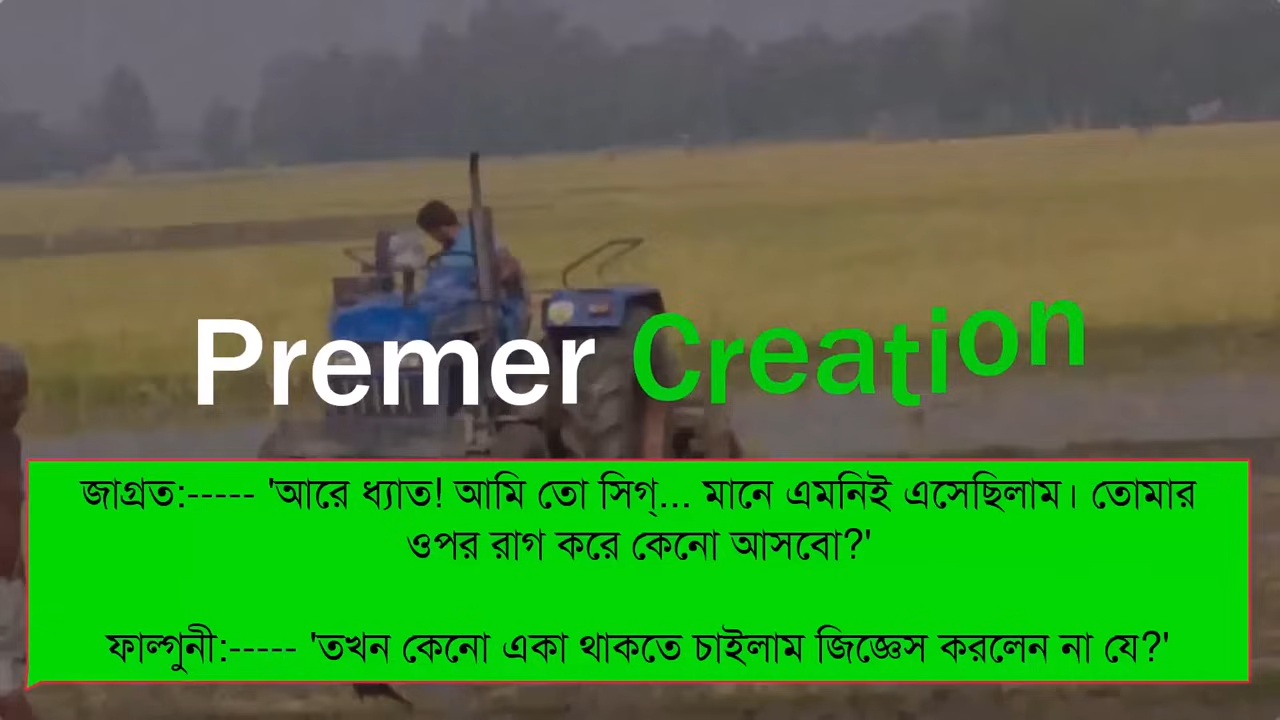 Premer Creation
জাগ্রত:----- 'আরে ধ্যাত! আমি তো সিগ্... মানে এমনিই এসেছিলাম। তোমার
ওপর রাগ করে কেনো আসবো?'
ফাল্গুনী:----- 'তখন কেনো একা থাকতে চাইলাম জিজ্ঞেস করলেন না যে?'